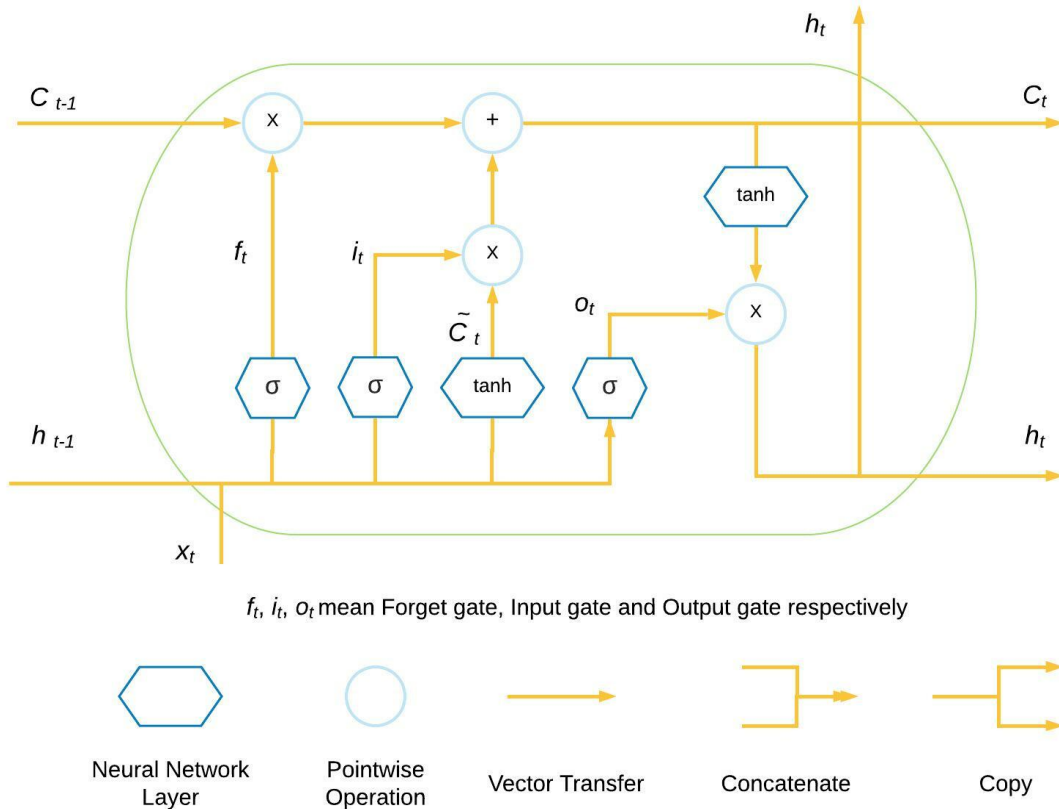 h_t
C_{t-1}
C_t
X
+
tanh
f_t
i_t
X
o_t
X
C̃_t
σ
σ
tanh
σ
h_{t-1}
h_t
x_t
f_t, i_t, o_t mean Forget gate, Input gate and Output gate respectively
Neural Network
Layer
Pointwise
Operation
Vector Transfer
Concatenate
Copy